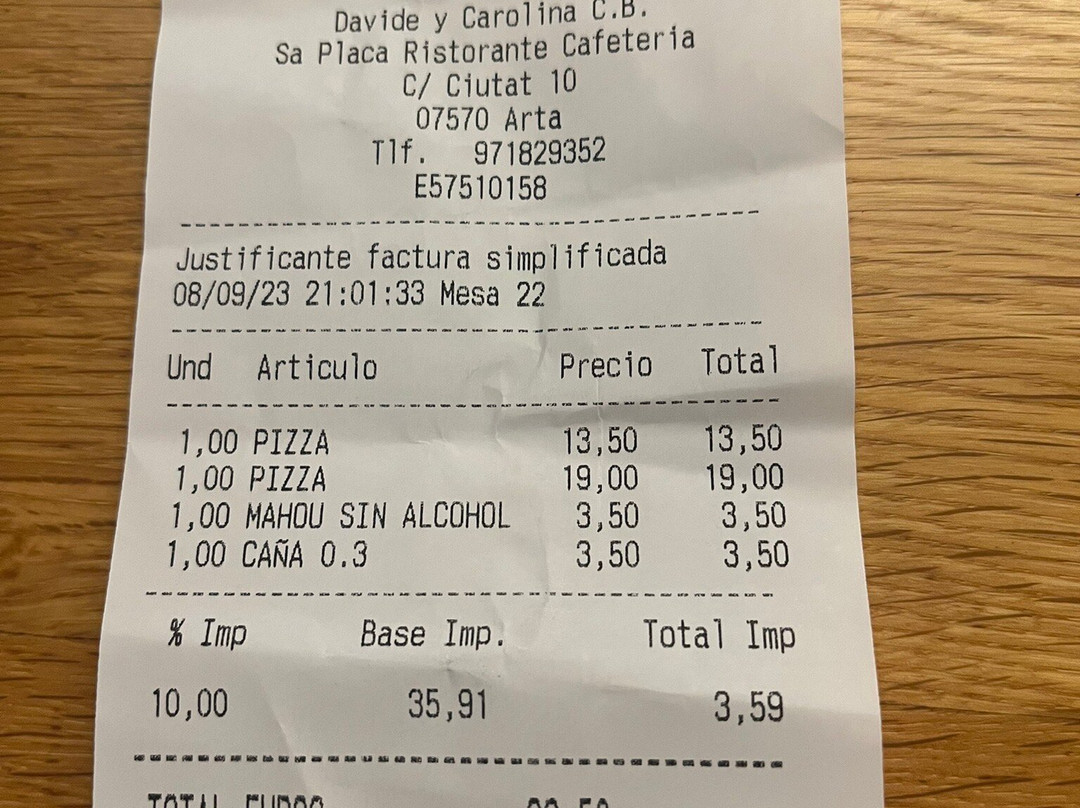 Davide y Carolina C.B.
Sa Placa Ristorante Cafeteria
C/ Ciutat 10
07570 Arta
Tlf. 971829352
E57510158
Justificante factura simplificada
08/09/23 21:01:33 Mesa 22
Und Articulo Precio Total
1,00 PIZZA 13,50 13,50
1,00 PIZZA 19,00 19,00
1,00 MAHOU SIN ALCOHOL 3,50 3,50
1,00 CAÑA 0.3 3,50 3,50
% Imp Base Imp. Total Imp
10,00 35,91 3,59
TOTAL EUROS